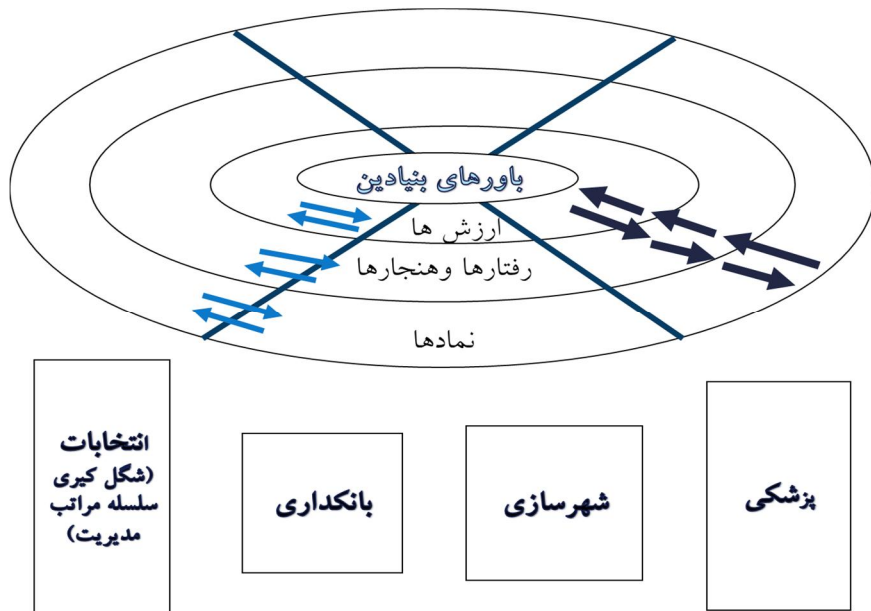 باورهای بنیادین
ارزش ها
رفتارها وهنجارها
نمادها
انتخابات
(شگل کیری
سلسله مراتب
مدیریت)
بانکداری
شهرسازی
پزشکی